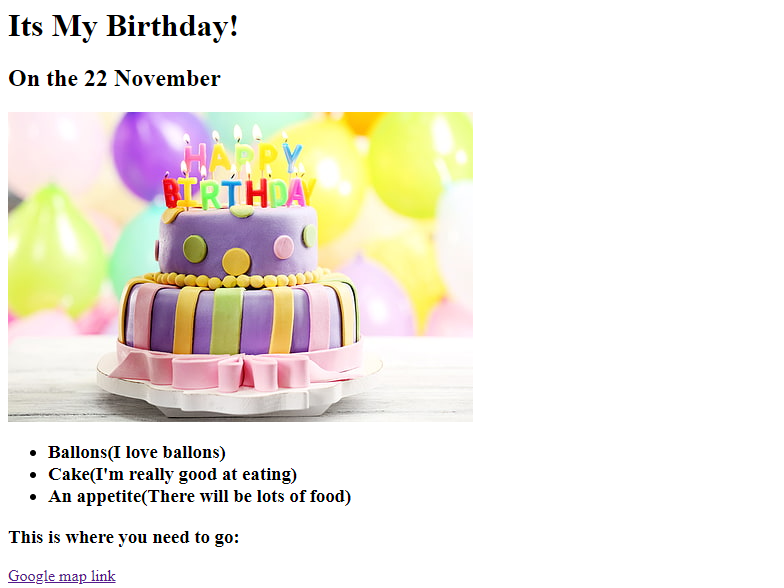 Its My Birthday!
On the 22 November
HAPPY
BIRTHDAY
Ballons(I love ballons)
Cake(I'm really good at eating)
An appetite(There will be lots of food)
This is where you need to go:
Google map link